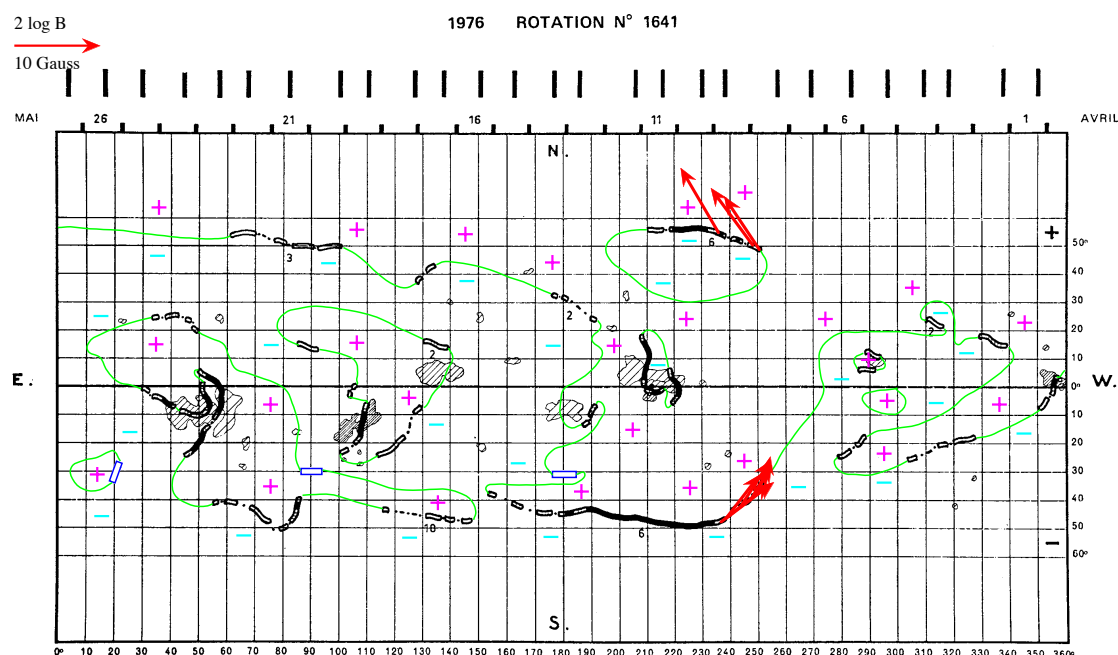 2 log B
1976 ROTATION N° 1641
10 Gauss
MAI 26 21 16 11 6 1 AVRIL
N.
+ + + + + + +
+
6
50°
3
40
+
30
2
+ + + 2 20
+ + + 2 + 10
E. 0° W.
+ + + + 10
+ 20
+ + + 30
+ + + + 40
10 6 50
60°
S.
0° 10 20 30 40 50 60 70 80 90 100 110 120 130 140 150 160 170 180 190 200 210 220 230 240 250 260 270 280 290 300 310 320 330 340 350 360°